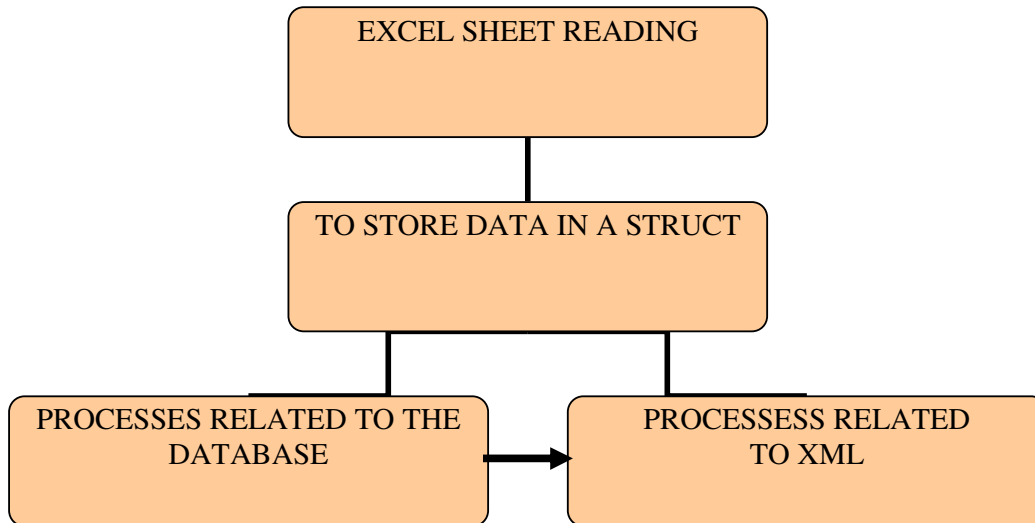 EXCEL SHEET READING
TO STORE DATA IN A STRUCT
PROCESSES RELATED TO THE
DATABASE
PROCESSESS RELATED
TO XML